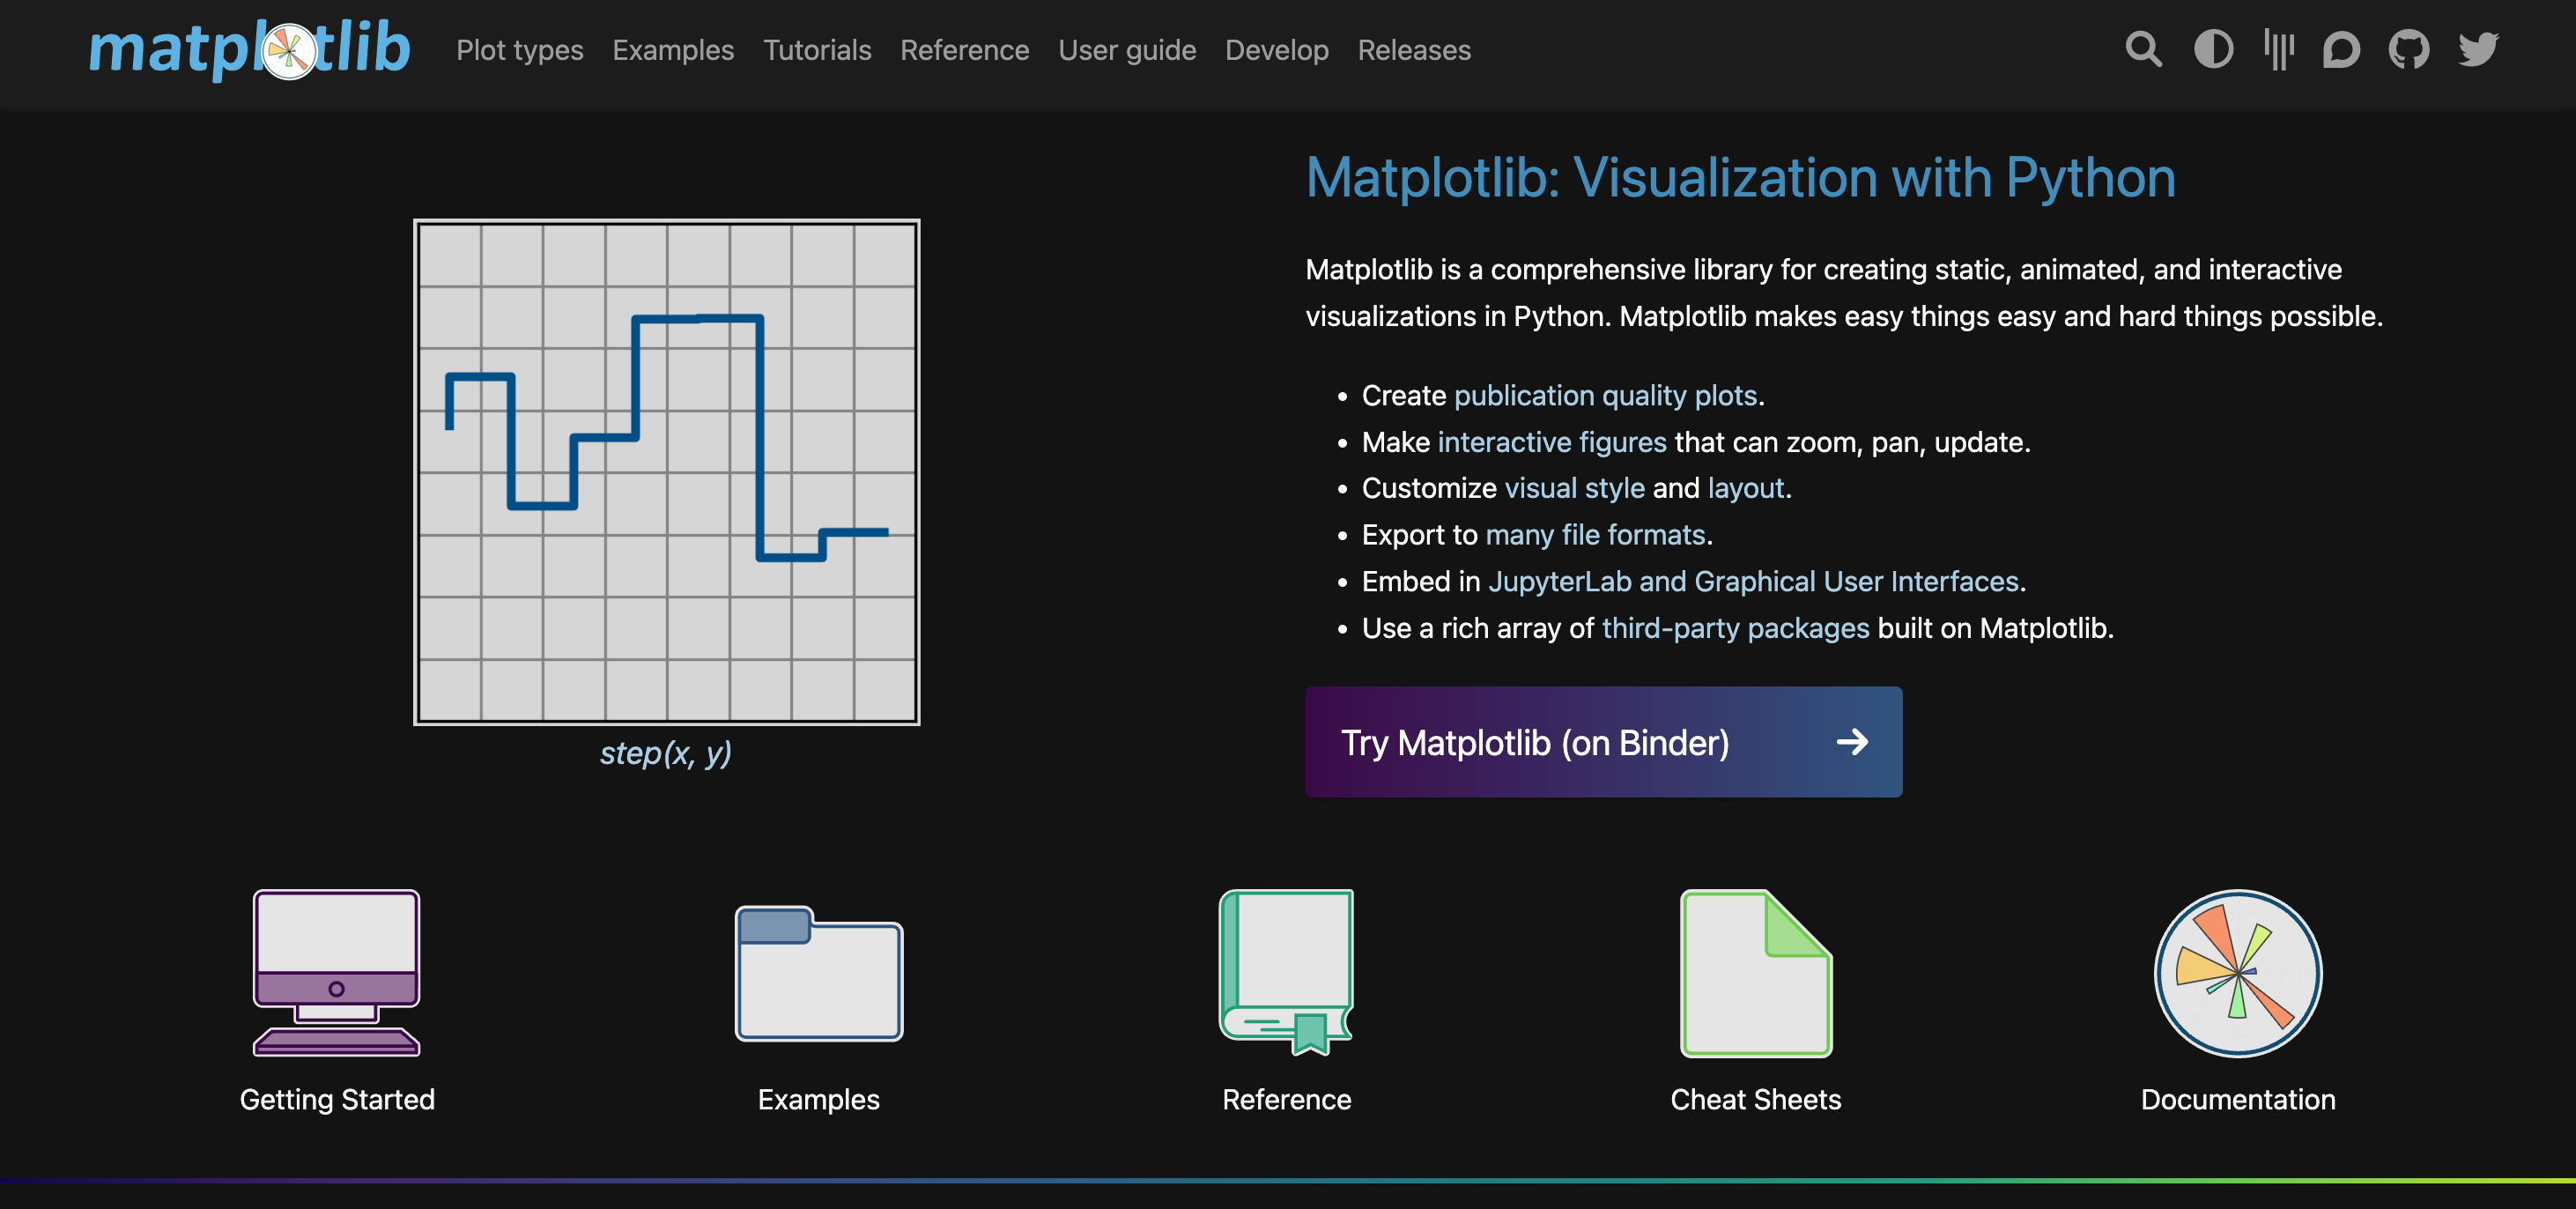 matplotlib
Plot types Examples Tutorials Reference User guide Develop Releases
Matplotlib: Visualization with Python
Matplotlib is a comprehensive library for creating static, animated, and interactive
visualizations in Python. Matplotlib makes easy things easy and hard things possible.
• Create publication quality plots.
• Make interactive figures that can zoom, pan, update.
• Customize visual style and layout.
• Export to many file formats.
• Embed in JupyterLab and Graphical User Interfaces.
• Use a rich array of third-party packages built on Matplotlib.
Try Matplotlib (on Binder)
step(x, y)
Getting Started
Examples
Reference
Cheat Sheets
Documentation